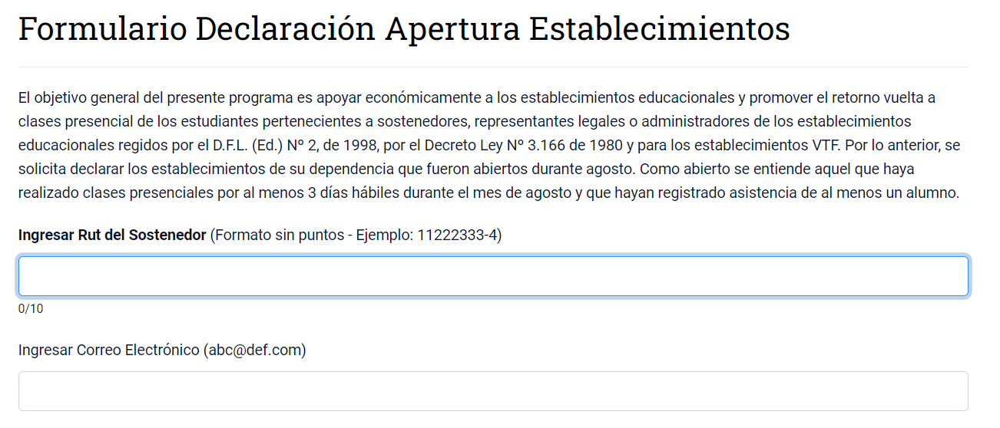 Formulario Declaración Apertura Establecimientos
El objetivo general del presente programa es apoyar económicamente a los establecimientos educacionales y promover el retorno vuelta a
clases presencial de los estudiantes pertenecientes a sostenedores, representantes legales o administradores de los establecimientos
educacionales regidos por el D.F.L. (Ed.) Nº 2, de 1998, por el Decreto Ley Nº 3.166 de 1980 y para los establecimientos VTF. Por lo anterior, se
solicita declarar los establecimientos de su dependencia que fueron abiertos durante agosto. Como abierto se entiende aquel que haya
realizado clases presenciales por al menos 3 días hábiles durante el mes de agosto y que hayan registrado asistencia de al menos un alumno.
Ingresar Rut del Sostenedor (Formato sin puntos - Ejemplo: 11222333-4)
0/10
Ingresar Correo Electrónico (abc@def.com)